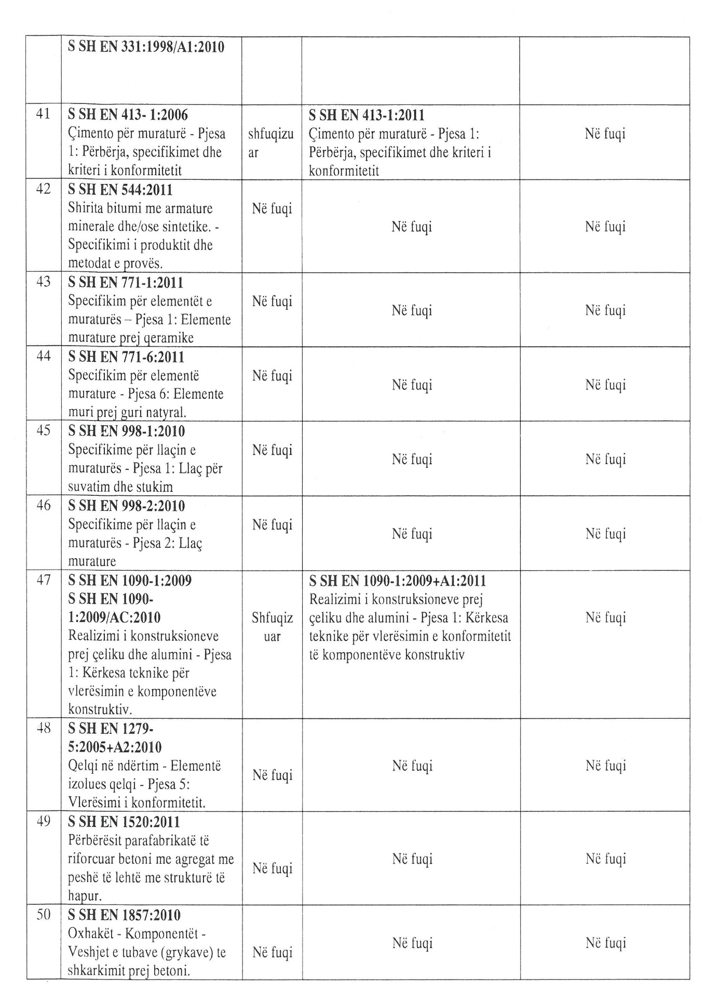 S SH EN 331:1998/A1:2010
41
S SH EN 413- 1:2006
Çimento për muraturë - Pjesa
1: Përbërja, specifikimet dhe
kriteri i konformitetit
shfuqizu
ar
S SH EN 413-1:2011
Çimento për muraturë - Pjesa 1:
Përbërja, specifikimet dhe kriteri i
konformitetit
Në fuqi
42
S SH EN 544:2011
Shirita bitumi me armature
minerale dhe/ose sintetike. -
Specifikimi i produktit dhe
metodat e provës.
Në fuqi
Në fuqi
Në fuqi
43
S SH EN 771-1:2011
Specifikim për elementët e
muraturës – Pjesa 1: Elemente
murature prej qeramike
Në fuqi
Në fuqi
Në fuqi
44
S SH EN 771-6:2011
Specifikim për elementë
murature - Pjesa 6: Elemente
muri prej guri natyral.
Në fuqi
Në fuqi
Në fuqi
45
S SH EN 998-1:2010
Specifikime për llaçin e
muraturës - Pjesa 1: Llaç për
suvatim dhe stukim
Në fuqi
Në fuqi
Në fuqi
46
S SH EN 998-2:2010
Specifikime për llaçin e
muraturës - Pjesa 2: Llaç
murature
Në fuqi
Në fuqi
Në fuqi
47
S SH EN 1090-1:2009
S SH EN 1090-
1:2009/AC:2010
Realizimi i konstruksioneve
prej çeliku dhe alumini - Pjesa
1: Kërkesa teknike për
vlerësimin e komponentëve
konstruktiv.
Shfuqiz
uar
S SH EN 1090-1:2009+A1:2011
Realizimi i konstruksioneve prej
çeliku dhe alumini - Pjesa 1: Kërkesa
teknike për vlerësimin e konformitetit
të komponentëve konstruktiv
Në fuqi
48
S SH EN 1279-
5:2005+A2:2010
Qelqi në ndërtim - Elementë
izolues qelqi - Pjesa 5:
Vlerësimi i konformitetit.
Në fuqi
Në fuqi
Në fuqi
49
S SH EN 1520:2011
Përbërësit parafabrikatë të
riforcuar betoni me agregat me
peshë të lehtë me strukturë të
hapur.
Në fuqi
Në fuqi
Në fuqi
50
S SH EN 1857:2010
Oxhakët - Komponentët -
Veshjet e tubave (grykave) te
shkarkimit prej betoni.
Në fuqi
Në fuqi
Në fuqi